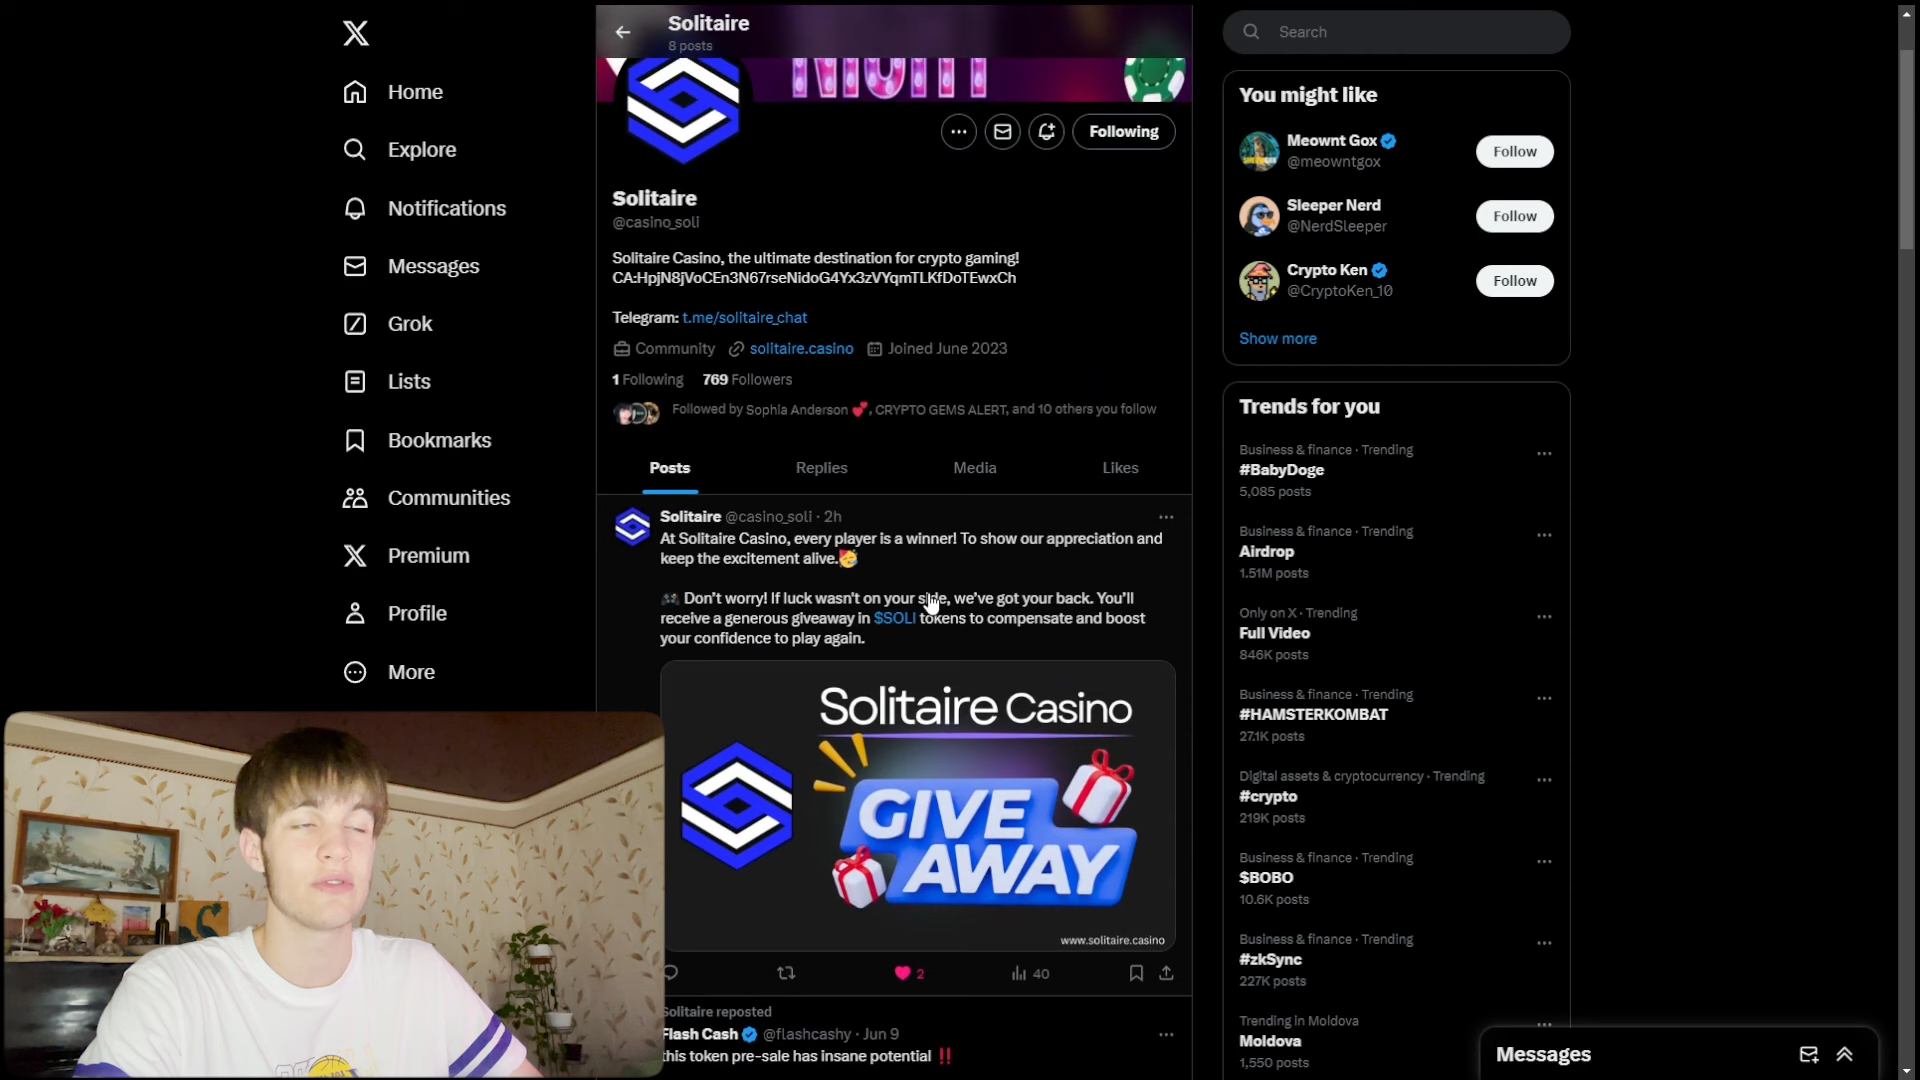 Home
Explore
Notifications
Messages
Grok
Lists
Bookmarks
Communities
Premium
Profile
More
Solitaire
8 posts
Following
Solitaire
@casino_soli
Solitaire Casino, the ultimate destination for crypto gaming!
CA:HpjN8jVoCEn3N67rseNidoG4Yx3zVYqmTLKfDoTEwxCh
Telegram: t.me/solitaire_chat
Community solitaire.casino Joined June 2023
1 Following 769 Followers
Followed by Sophia Anderson 💕, CRYPTO GEMS ALERT, and 10 others you follow
Posts Replies Media Likes
Solitaire @casino_soli · 2h
At Solitaire Casino, every player is a winner! To show our appreciation and
keep the excitement alive.🥳
🎮 Don't worry! If luck wasn't on your side, we've got your back. You'll
receive a generous giveaway in $SOLI tokens to compensate and boost
your confidence to play again.
Solitaire Casino
GIVE
AWAY
www.solitaire.casino
2
40
Solitaire reposted
Flash Cash @flashcashy · Jun 9
this token pre-sale has insane potential ‼️
Search
You might like
Meownt Gox
@meowntgox
Follow
Sleeper Nerd
@NerdSleeper
Follow
Crypto Ken
@CryptoKen_10
Follow
Show more
Trends for you
Business & finance · Trending
#BabyDoge
5,085 posts
Business & finance · Trending
Airdrop
1.51M posts
Only on X · Trending
Full Video
846K posts
Business & finance · Trending
#HAMSTERKOMBAT
27.1K posts
Digital assets & cryptocurrency · Trending
#crypto
219K posts
Business & finance · Trending
$BOBO
10.6K posts
Business & finance · Trending
#zkSync
227K posts
Trending in Moldova
Moldova
1,550 posts
Messages